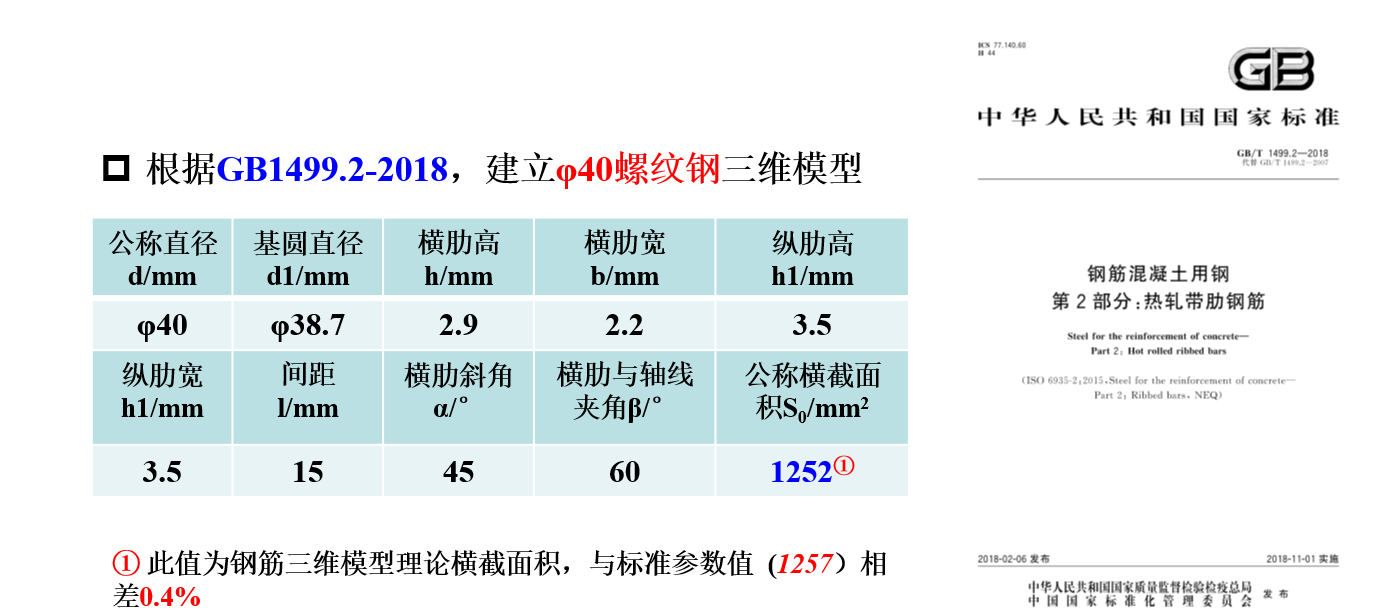 根据GB1499.2-2018，建立φ40螺纹钢三维模型
公称直径 基圆直径 横肋高 横肋宽 纵肋高
d/mm d1/mm h/mm b/mm h1/mm
φ40 φ38.7 2.9 2.2 3.5
纵肋宽 间距 横肋斜角 横肋与轴线 公称横截面
h1/mm l/mm α/° 夹角β/° 积S₀/mm²
3.5 15 45 60 1252①
① 此值为钢筋三维模型理论横截面积，与标准参数值（1257）相
差0.4%
ICS 77.140.60
H 44
GB
中华人民共和国国家标准
GB/T 1499.2—2018
代替 GB/T 1499.2—2007
钢筋混凝土用钢
第 2 部分：热轧带肋钢筋
Steel for the reinforcement of concrete—
Part 2: Hot rolled ribbed bars
(ISO 6935-2:2015,Steel for the reinforcement of concrete—
Part 2: Ribbed bars, NEQ)
2018-02-06 发布 2018-11-01 实施
中华人民共和国国家质量监督检验检疫总局
中国国家标准化管理委员会 发布